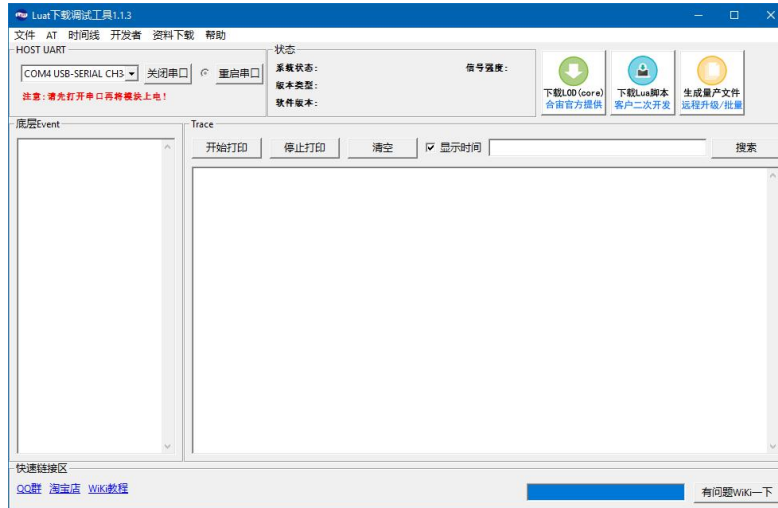 Luat下载调试工具1.1.3
文件 AT 时间线 开发者 资料下载 帮助
HOST UART
COM4 USB-SERIAL CH3
关闭串口
重启串口
注意:请先打开串口再将模块上电!
状态
系统状态:
信号强度:
版本类型:
软件版本:
下载LOD(core)
合宙官方提供
下载Lua脚本
客户二次开发
生成量产文件
远程升级/批量
底层Event
Trace
开始打印
停止打印
清空
显示时间
搜索
快速链接区
QQ群 淘宝店 WiKi教程
有问题WiKi一下